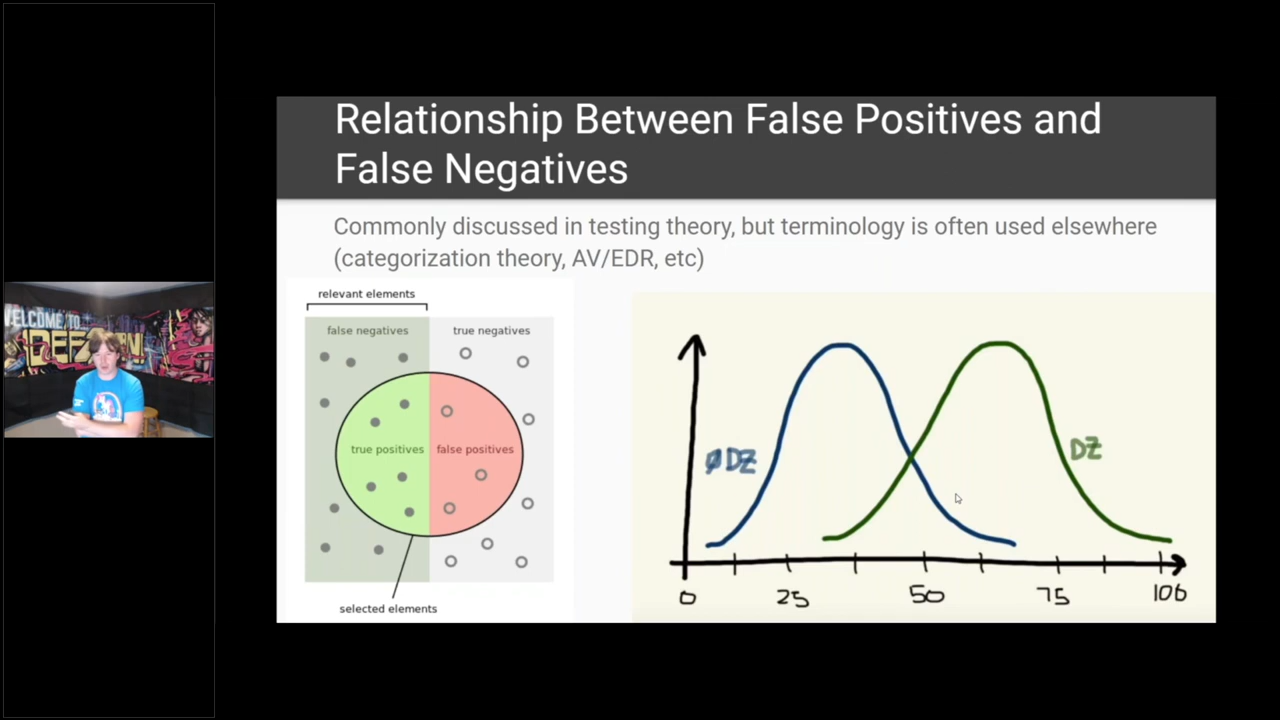 Relationship Between False Positives and
False Negatives
Commonly discussed in testing theory, but terminology is often used elsewhere
(categorization theory, AV/EDR, etc)
relevant elements
false negatives
true negatives
true positives
false positives
selected elements
ØDZ
DZ
0
25
50
75
100
WELCOME TO